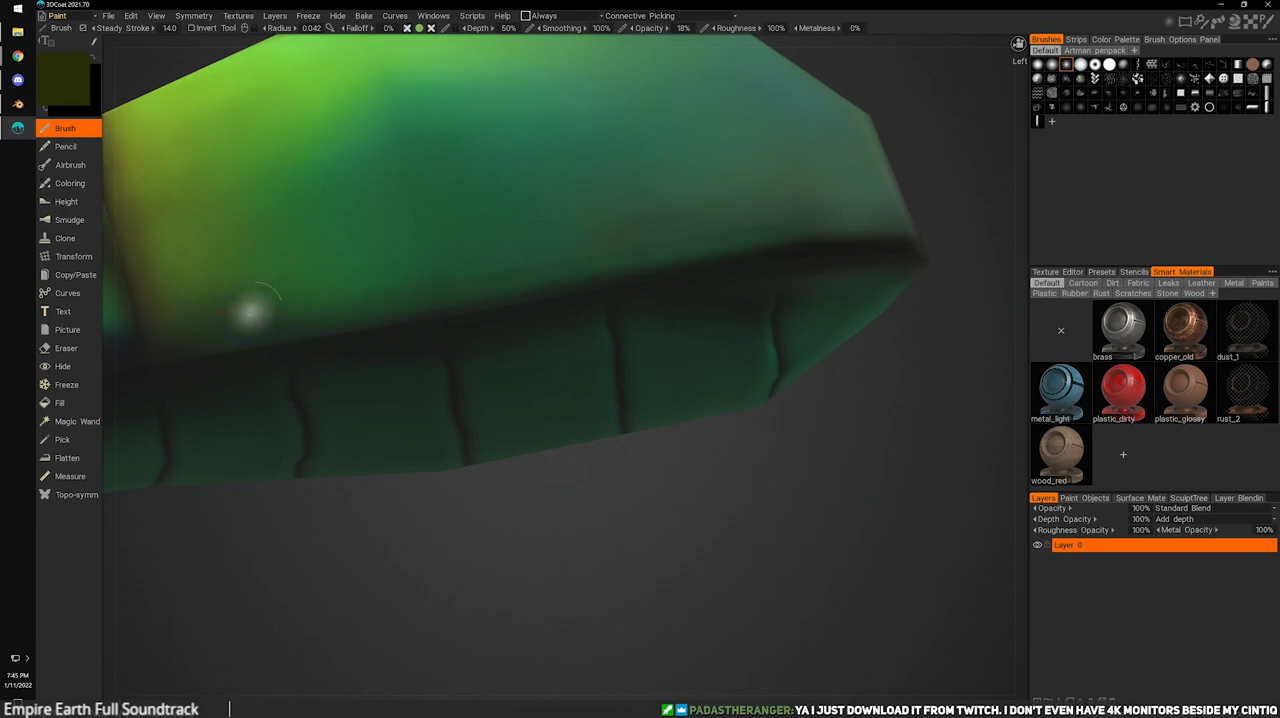 3DCoat 2021.70
Paint File Edit View Symmetry Textures Layers Freeze Hide Bake Curves Windows Scripts Help Always Connective Picking
Brush Steady Stroke 14.0 Invert Tool Radius 0.042 Falloff 0% Depth 50% Smoothing 100% Opacity 18% Roughness 100% Metalness 0%
Left
Brush
Pencil
Airbrush
Coloring
Height
Smudge
Clone
Transform
Copy/Paste
Curves
Text
Picture
Eraser
Hide
Freeze
Fill
Magic Wand
Pick
Flatten
Measure
Topo-symm
Brushes Strips Color Palette Brush Options Panel
Default Artman penpack +
Texture Editor Presets Stencils Smart Materials
Default Cartoon Dirt Fabric Leaks Leather Metal Paints
Plastic Rubber Rust Scratches Stone Wood +
brass copper_old dust_1
metal_light plastic_dirty plastic_glossy rust_2
wood_red
Layers Paint Objects Surface Mate SculptTree Layer Blendin
Opacity 100% Standard Blend
Depth Opacity 100% Add depth
Roughness Opacity 100% Metal Opacity 100%
Layer 0
7:45 PM
1/11/2022
Empire Earth Full Soundtrack
PADASTHERANGER: YA I JUST DOWNLOAD IT FROM TWITCH. I DON'T EVEN HAVE 4K MONITORS BESIDE MY CINTIQ